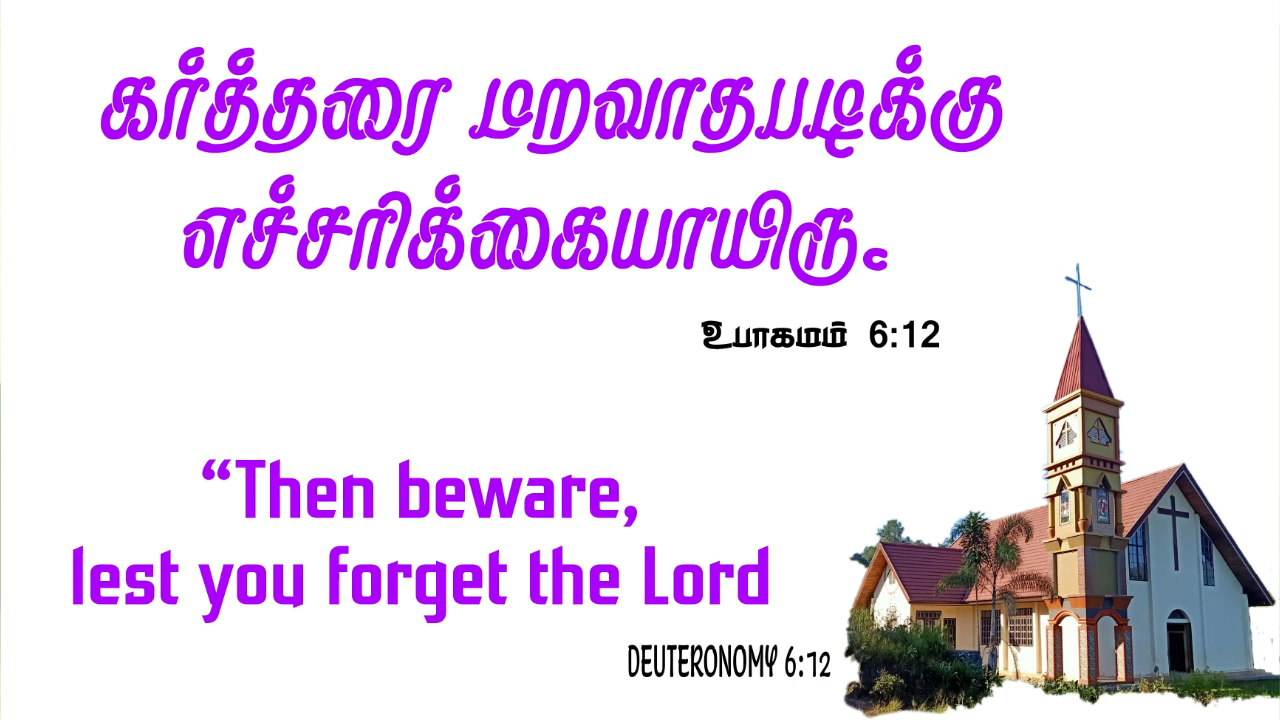 கர்த்தரை மறவாதபடிக்கு
எச்சரிக்கையாயிரு.
உபாகமம் 6:12
“Then beware,
lest you forget the Lord
DEUTERONOMY 6:12